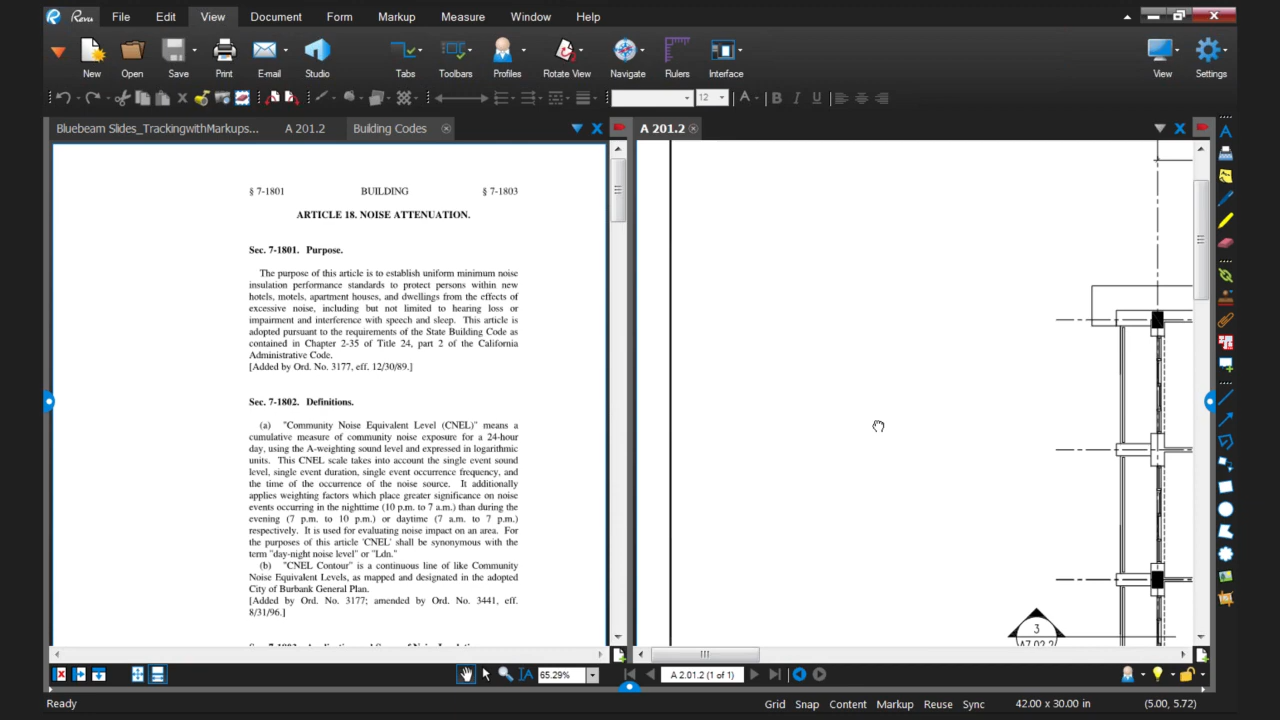 Revu File Edit View Document Form Markup Measure Window Help
New Open Save Print E-mail Studio Tabs Toolbars Profiles Rotate View Navigate Rulers Interface View Settings
12 A B I U
Bluebeam Slides_TrackingwithMarkups... A 201.2 Building Codes
A 201.2
§ 7-1801 BUILDING § 7-1803
ARTICLE 18. NOISE ATTENUATION.
Sec. 7-1801. Purpose.
The purpose of this article is to establish uniform minimum noise
insulation performance standards to protect persons within new
hotels, motels, apartment houses, and dwellings from the effects of
excessive noise, including but not limited to hearing loss or
impairment and interference with speech and sleep. This article is
adopted pursuant to the requirements of the State Building Code as
contained in Chapter 2-35 of Title 24, part 2 of the California
Administrative Code.
[Added by Ord. No. 3177, eff. 12/30/89.]
Sec. 7-1802. Definitions.
(a) "Community Noise Equivalent Level (CNEL)" means a
cumulative measure of community noise exposure for a 24-hour
day, using the A-weighting sound level and expressed in logarithmic
units. This CNEL scale takes into account the single event sound
level, single event duration, single event occurrence frequency, and
the time of the occurrence of the noise source. It additionally
applies weighting factors which place greater significance on noise
events occurring in the nighttime (10 p.m. to 7 a.m.) than during the
evening (7 p.m. to 10 p.m.) or daytime (7 a.m. to 7 p.m.)
respectively. It is used for evaluating noise impact on an area. For
the purposes of this article 'CNEL' shall be synonymous with the
term "day-night noise level" or "Ldn."
(b) "CNEL Contour" is a continuous line of like Community
Noise Equivalent Levels, as mapped and designated in the adopted
City of Burbank General Plan.
[Added by Ord. No. 3177; amended by Ord. No. 3441, eff.
8/31/96.]
3
A7.02.2
65.29%
A 2.01.2 (1 of 1)
Ready
Grid Snap Content Markup Reuse Sync 42.00 x 30.00 in (5.00, 5.72)